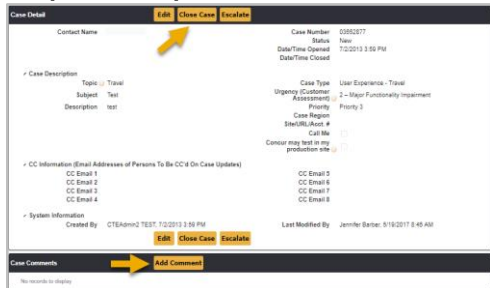 Case Detail Edit Close Case Escalate
Contact Name Case Number 03552877
Status New
Date/Time Opened 7/2/2013 3:59 PM
Date/Time Closed
Case Description
Topic Travel Case Type User Experience - Travel
Subject Test Urgency (Customer Assessment) 2 – Major Functionality Impairment
Description test Priority Priority 3
Case Region
Site/URL/Acct. #
Call Me
Concur may test in my production site
CC Information (Email Addresses of Persons To Be CC'd On Case Updates)
CC Email 1 CC Email 5
CC Email 2 CC Email 6
CC Email 3 CC Email 7
CC Email 4 CC Email 8
System Information
Created By CTEAdmin2 TEST, 7/2/2013 3:59 PM Last Modified By Jennifer Barber, 5/19/2017 8:46 AM
Edit Close Case Escalate
Case Comments Add Comment
No records to display